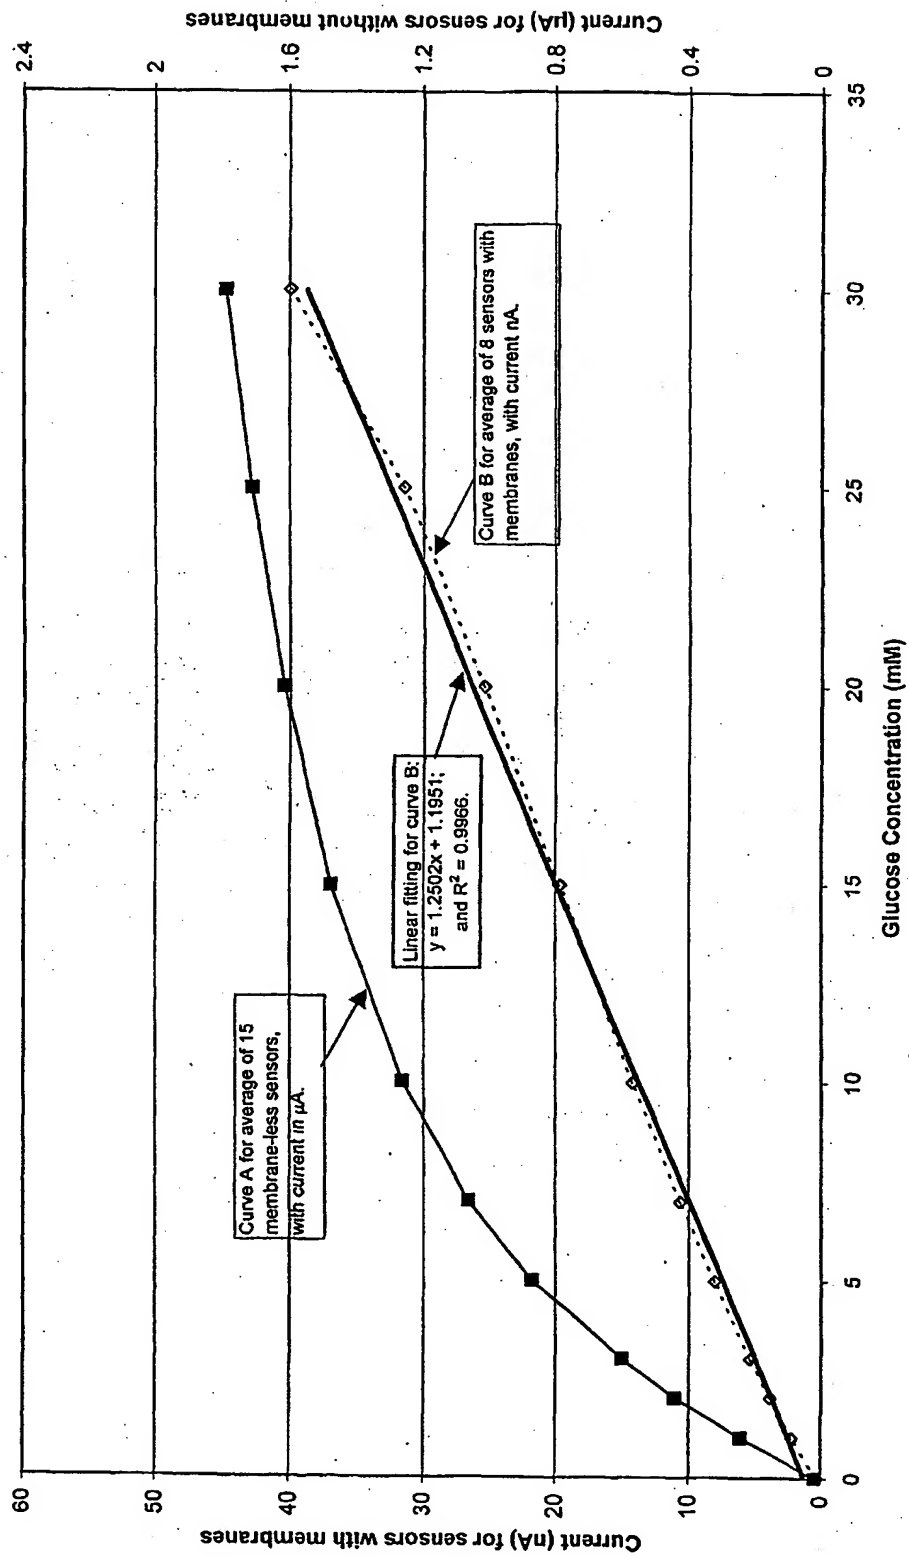 Current (µA) for sensors without membranes
2.4
2
1.6
1.2
0.8
0.4
0
60
50
40
30
20
10
0
Current (nA) for sensors with membranes
Curve A for average of 15
membrane-less sensors,
with current in µA.
Linear fitting for curve B:
y = 1.2502x + 1.1951;
and R² = 0.9966.
Curve B for average of 8 sensors with
membranes, with current nA.
0
5
10
15
20
25
30
35
Glucose Concentration (mM)